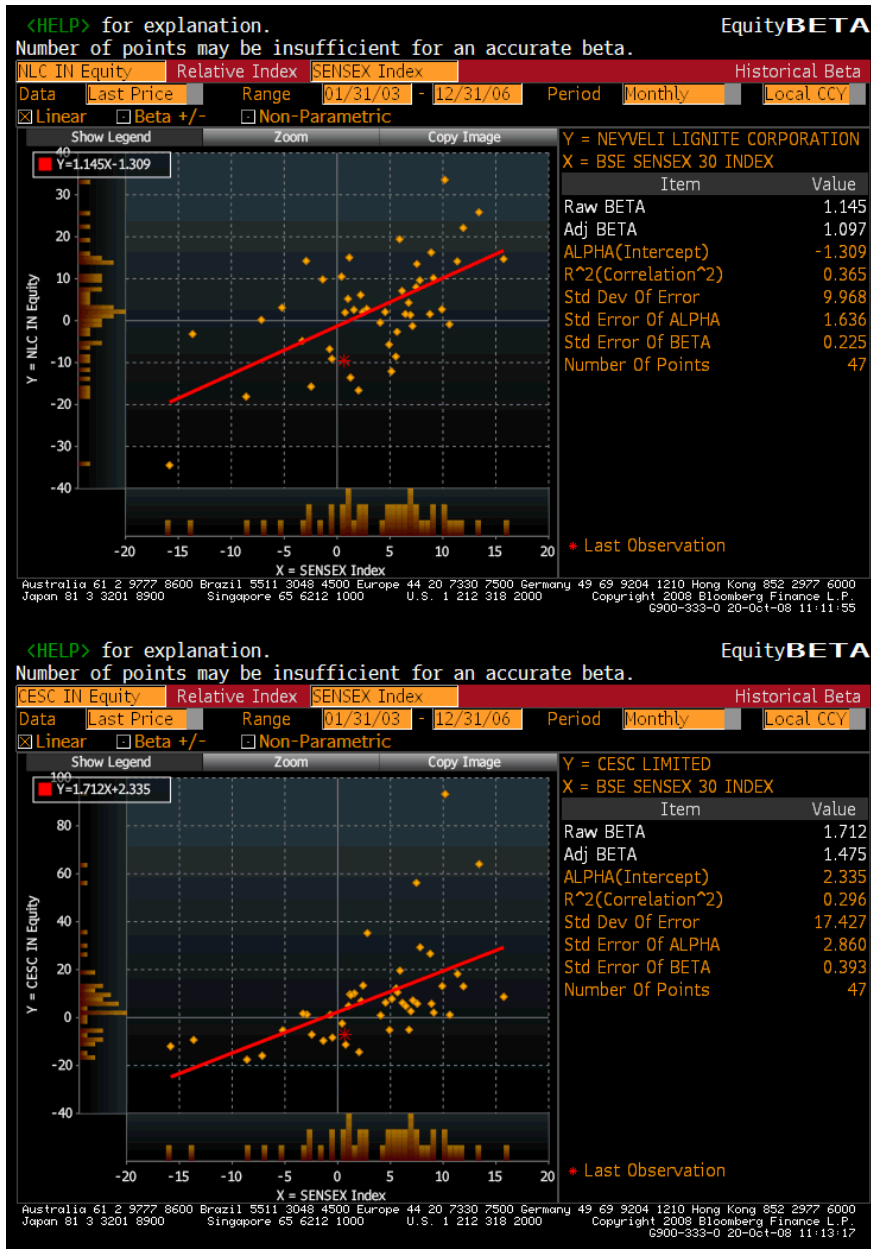 <HELP> for explanation. EquityBETA
Number of points may be insufficient for an accurate beta.
NLC IN Equity Relative Index SENSEX Index Historical Beta
Data Last Price Range 01/31/03 - 12/31/06 Period Monthly Local CCY
Linear Beta +/- Non-Parametric
Show Legend Zoom Copy Image
Y = NEYVELI LIGNITE CORPORATION
X = BSE SENSEX 30 INDEX
Item Value
Raw BETA 1.145
Adj BETA 1.097
ALPHA(Intercept) -1.309
R^2(Correlation^2) 0.365
Std Dev Of Error 9.968
Std Error Of ALPHA 1.636
Std Error Of BETA 0.225
Number Of Points 47
* Last Observation
40
Y=1.145X-1.309
30
20
10
0
-10
-20
-30
-40
Y = NLC IN Equity
-20 -15 -10 -5 0 5 10 15 20
X = SENSEX Index
Australia 61 2 9777 8600 Brazil 5511 3048 4500 Europe 44 20 7330 7500 Germany 49 69 9204 1210 Hong Kong 852 2977 6000
Japan 81 3 3201 8900 Singapore 65 6212 1000 U.S. 1 212 318 2000 Copyright 2008 Bloomberg Finance L.P.
G900-333-0 20-Oct-08 11:11:55
<HELP> for explanation. EquityBETA
Number of points may be insufficient for an accurate beta.
CESC IN Equity Relative Index SENSEX Index Historical Beta
Data Last Price Range 01/31/03 - 12/31/06 Period Monthly Local CCY
Linear Beta +/- Non-Parametric
Show Legend Zoom Copy Image
Y = CESC LIMITED
X = BSE SENSEX 30 INDEX
Item Value
Raw BETA 1.712
Adj BETA 1.475
ALPHA(Intercept) 2.335
R^2(Correlation^2) 0.296
Std Dev Of Error 17.427
Std Error Of ALPHA 2.860
Std Error Of BETA 0.393
Number Of Points 47
* Last Observation
100
Y=1.712X+2.335
80
60
40
20
0
-20
-40
Y = CESC IN Equity
-20 -15 -10 -5 0 5 10 15 20
X = SENSEX Index
Australia 61 2 9777 8600 Brazil 5511 3048 4500 Europe 44 20 7330 7500 Germany 49 69 9204 1210 Hong Kong 852 2977 6000
Japan 81 3 3201 8900 Singapore 65 6212 1000 U.S. 1 212 318 2000 Copyright 2008 Bloomberg Finance L.P.
G900-333-0 20-Oct-08 11:13:17